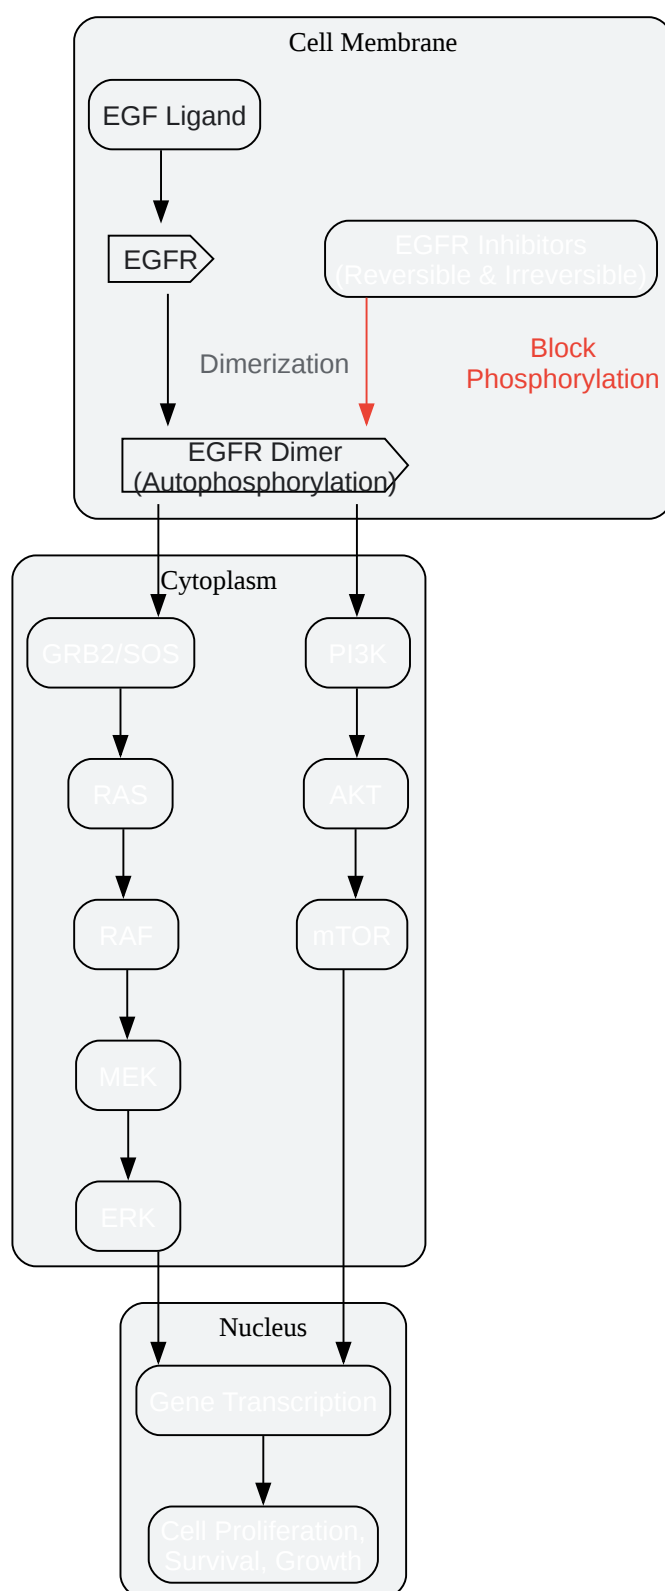 Cell Membrane
EGF Ligand
EGFR
EGFR Inhibitors
(Reversible & Irreversible)
Dimerization
Block
Phosphorylation
EGFR Dimer
(Autophosphorylation)
Cytoplasm
GRB2/SOS
PI3K
RAS
AKT
RAF
mTOR
MEK
ERK
Nucleus
Gene Transcription
Cell Proliferation,
Survival, Growth